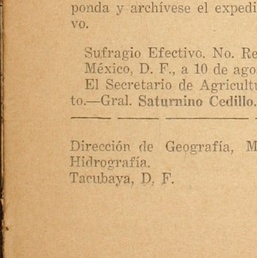 ponda y archívese el expedi
vo.
Sufragio Efectivo. No. Re
México, D. F., a 10 de ago
El Secretario de Agricultu
to.—Gral. Saturnino Cedillo.
Dirección de Geografía, M
Hidrografía.
Tacubaya, D, F.